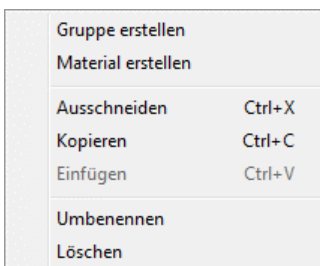 Gruppe erstellen
Material erstellen
Ausschneiden Ctrl+X
Kopieren Ctrl+C
Einfügen Ctrl+V
Umbenennen
Löschen